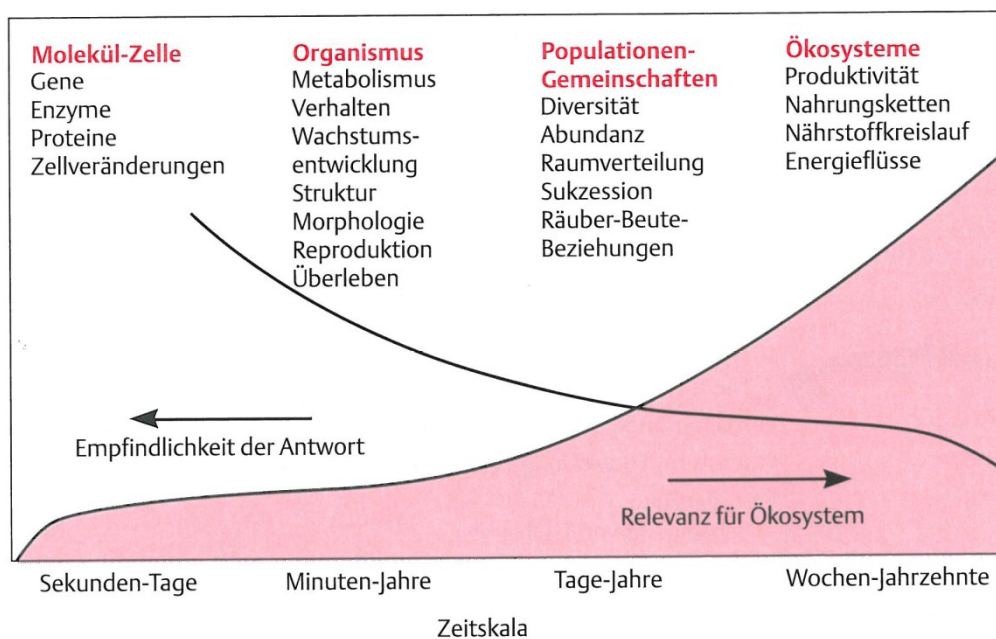 Molekül-Zelle
Gene
Enzyme
Proteine
Zellveränderungen
Organismus
Metabolismus
Verhalten
Wachstums-
entwicklung
Struktur
Morphologie
Reproduktion
Überleben
Populationen-
Gemeinschaften
Diversität
Abundanz
Raumverteilung
Sukzession
Räuber-Beute-
Beziehungen
Ökosysteme
Produktivität
Nahrungsketten
Nährstoffkreislauf
Energieflüsse
Empfindlichkeit der Antwort
Relevanz für Ökosystem
Sekunden-Tage
Minuten-Jahre
Tage-Jahre
Wochen-Jahrzehnte
Zeitskala